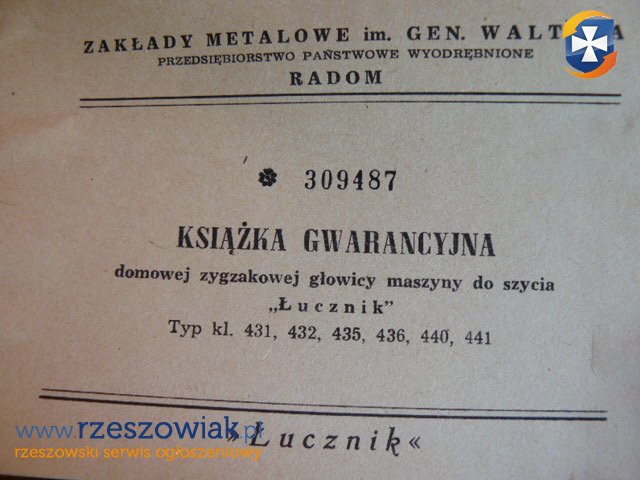 ZAKŁADY METALOWE im. GEN. WALTERA
PRZEDSIĘBIORSTWO PAŃSTWOWE WYODRĘBNIONE
RADOM
309487
KSIĄŻKA GWARANCYJNA
domowej zygzakowej głowicy maszyny do szycia
„Łucznik”
Typ kl. 431, 432, 435, 436, 440, 441
www.rzeszowiak.pl
rzeszowski serwis ogłoszeniowy
»Łucznik«